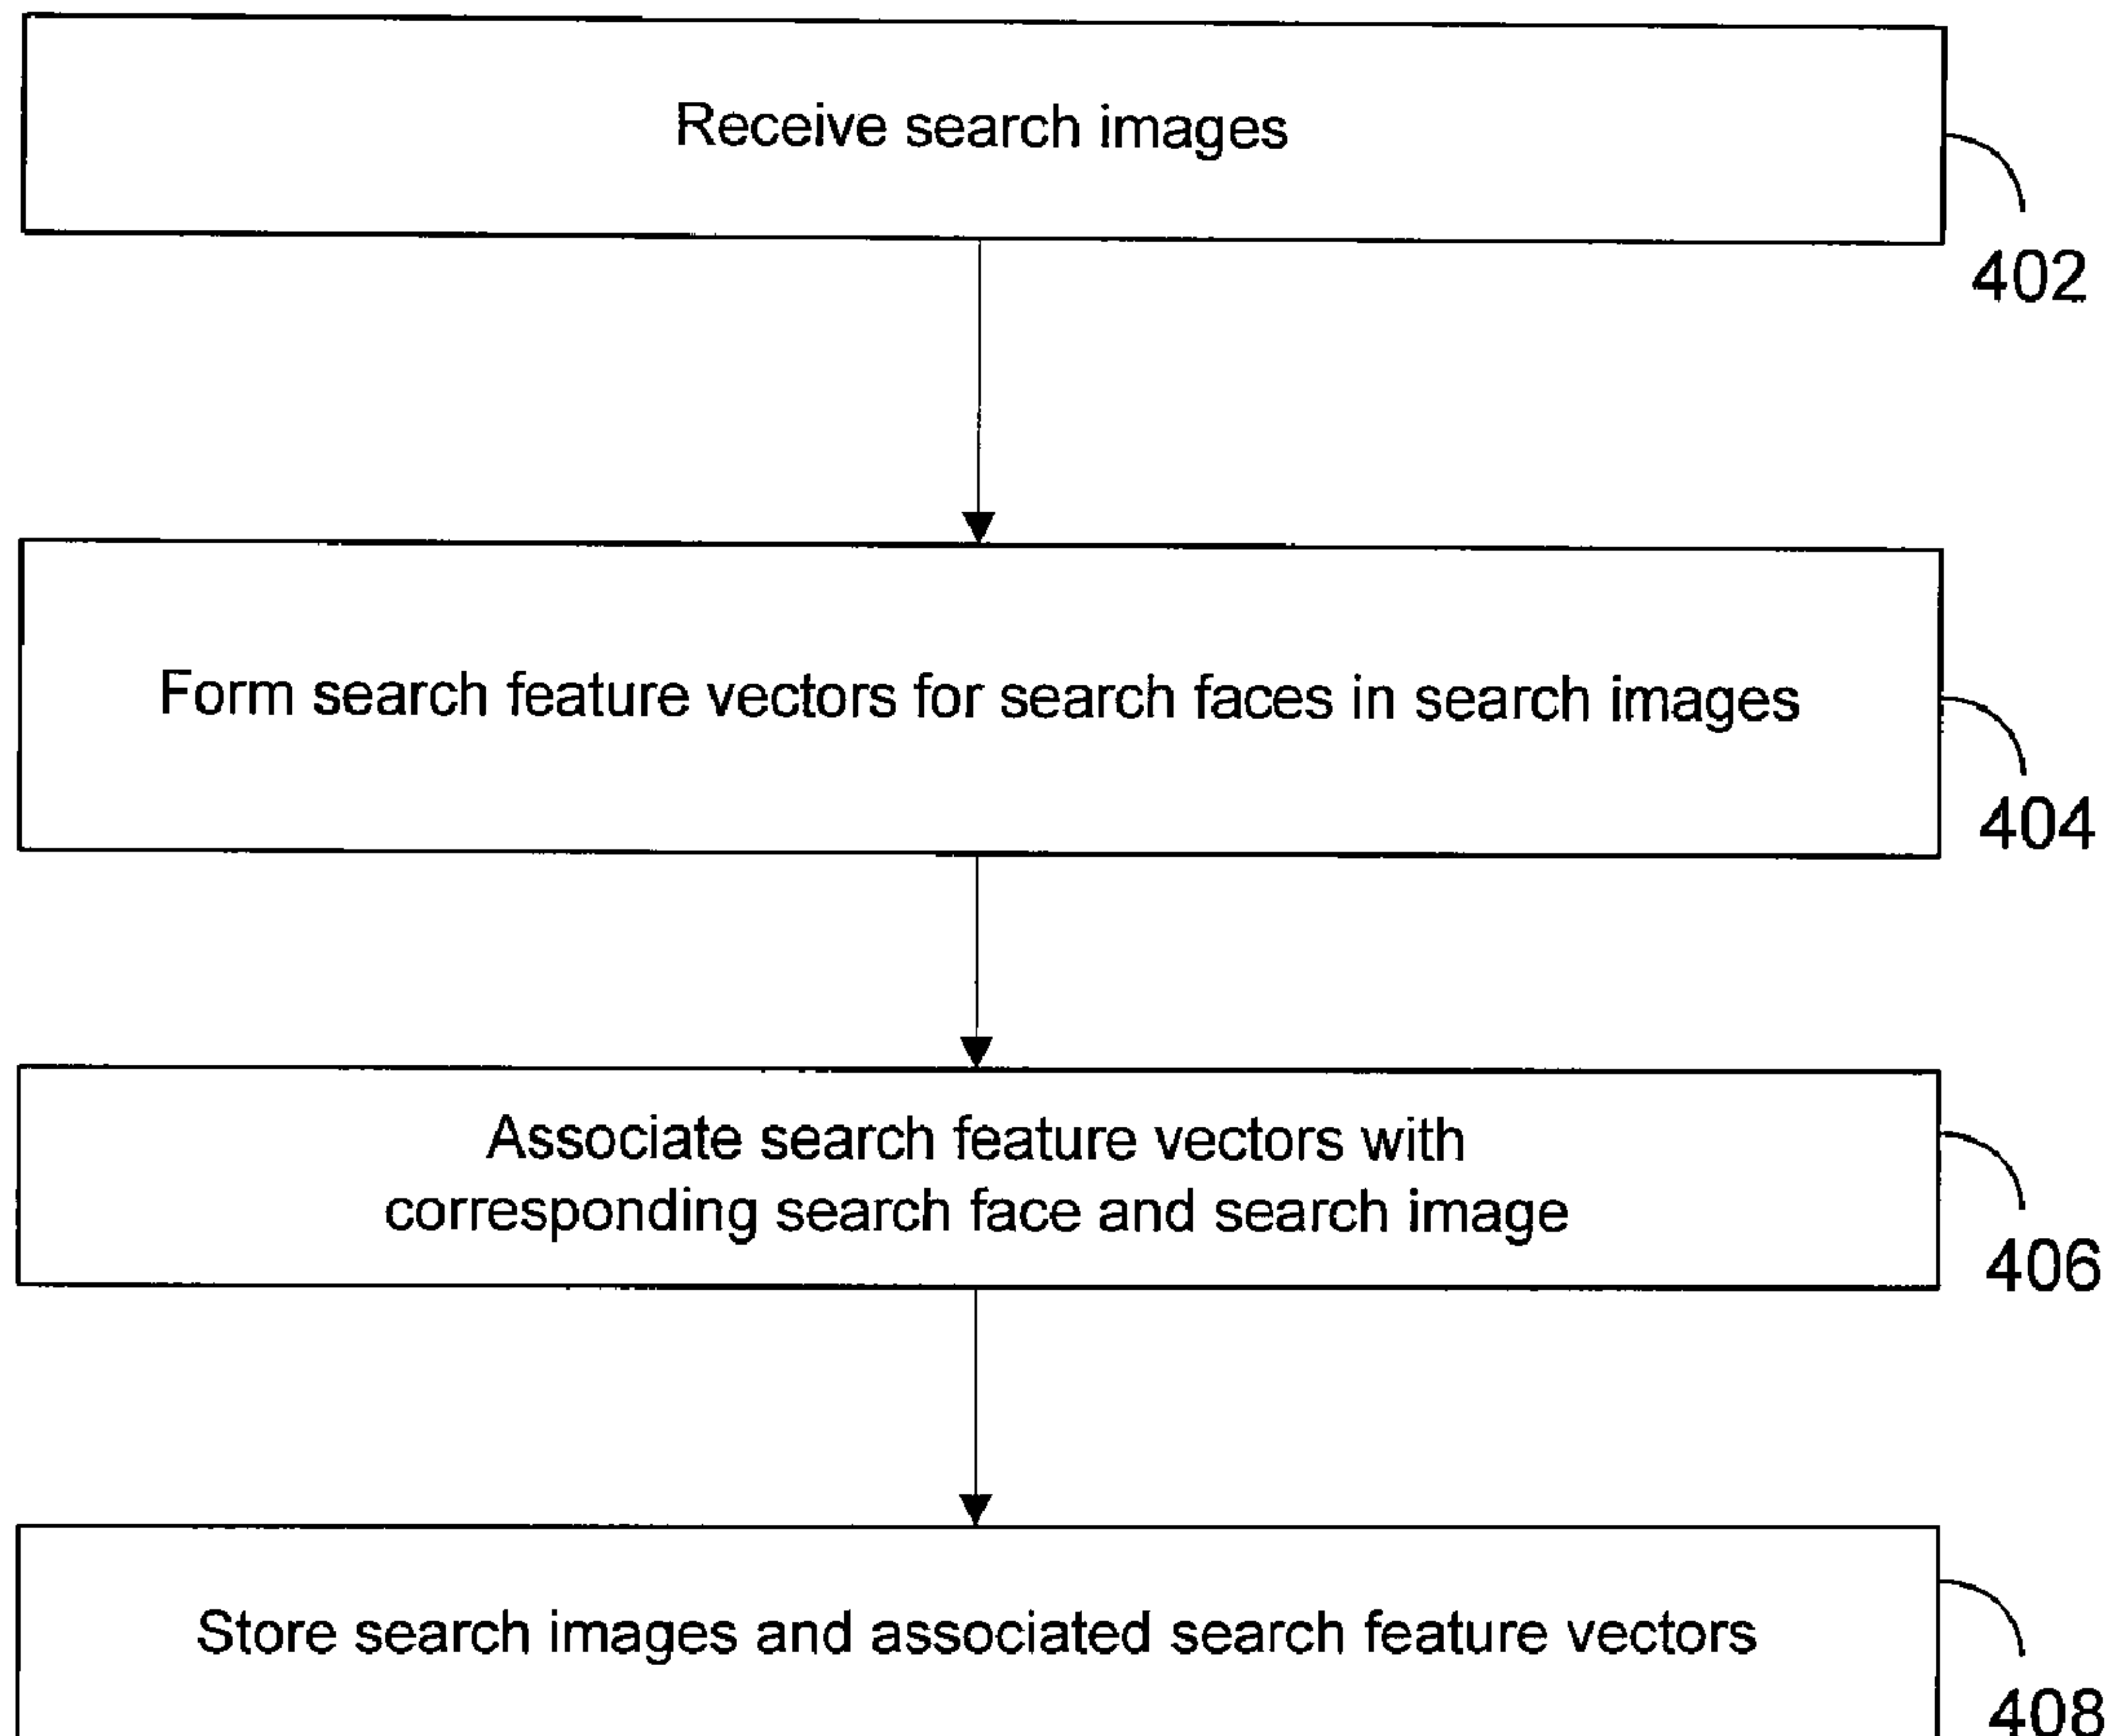 Receive search images
402
Form search feature vectors for search faces in search images
404
Associate search feature vectors with
corresponding search face and search image
406
Store search images and associated search feature vectors
408